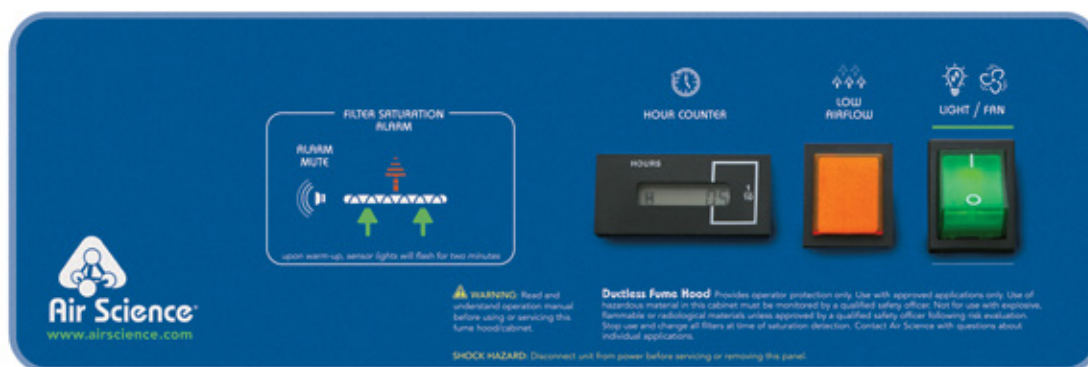 FILTER SATURATION
ALARM
ALARM
MUTE
upon warm-up, sensor lights will flash for two minutes
HOUR COUNTER
HOURS
H 05
1
10
LOW
AIRFLOW
LIGHT / FAN
I
O
Air Science®
www.airscience.com
WARNING: Read and
understand operation manual
before using or servicing this
fume hood/cabinet.
Ductless Fume Hood Provides operator protection only. Use with approved applications only. Use of
hazardous material in this cabinet must be monitored by a qualified safety officer. Not for use with explosive,
flammable or radiological materials unless approved by a qualified safety officer following risk evaluation.
Stop use and change all filters at time of saturation detection. Contact Air Science with questions about
individual applications.
SHOCK HAZARD: Disconnect unit from power before servicing or removing this panel.